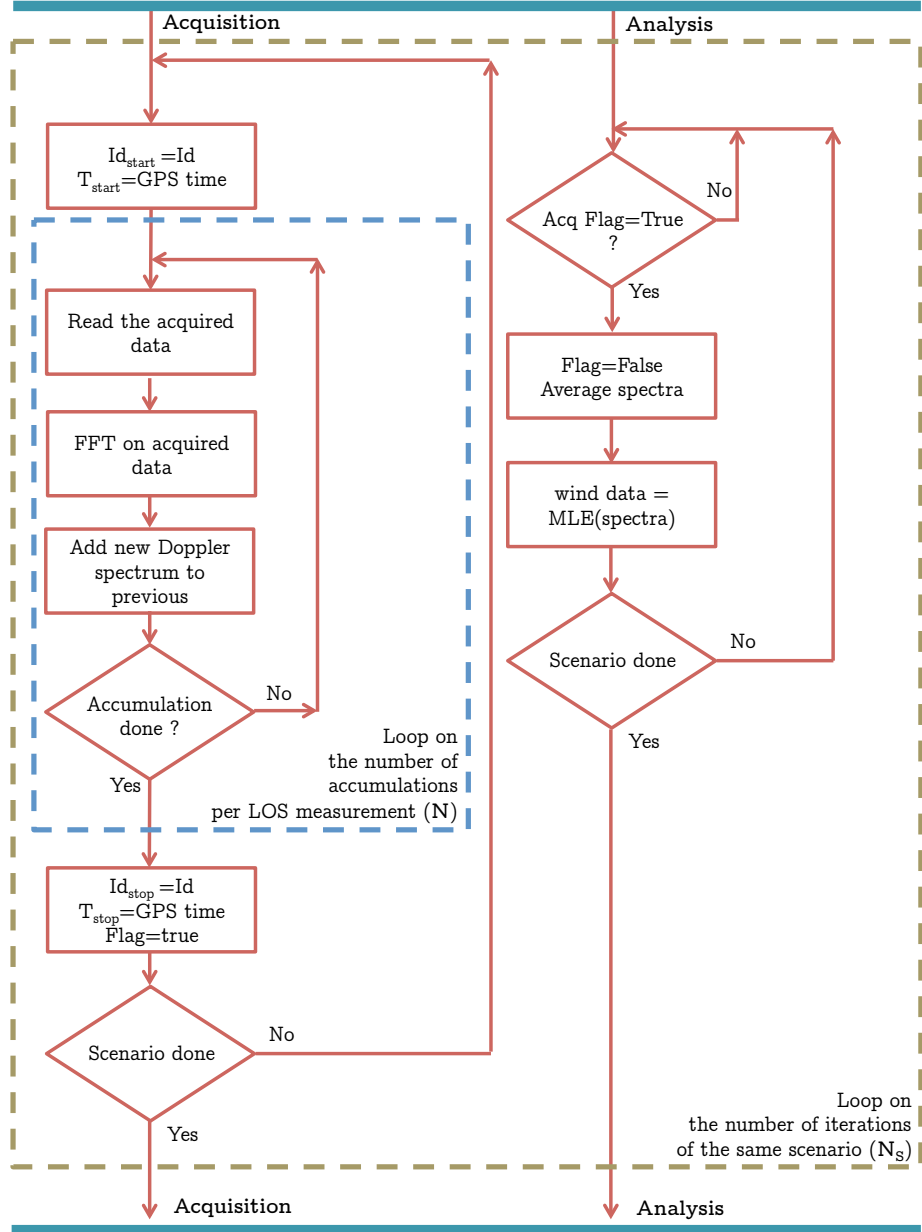 Acquisition
Id_start =Id
T_start=GPS time
Read the acquired
data
FFT on acquired
data
Add new Doppler
spectrum to
previous
Accumulation
done ?
No
Yes
Loop on
the number of
accumulations
per LOS measurement (N)
Id_stop =Id
T_stop=GPS time
Flag=true
Scenario done
No
Yes
Acquisition
Analysis
Acq Flag=True
?
No
Yes
Flag=False
Average spectra
wind data =
MLE(spectra)
Scenario done
No
Yes
Loop on
the number of iterations
of the same scenario (N_S)
Analysis